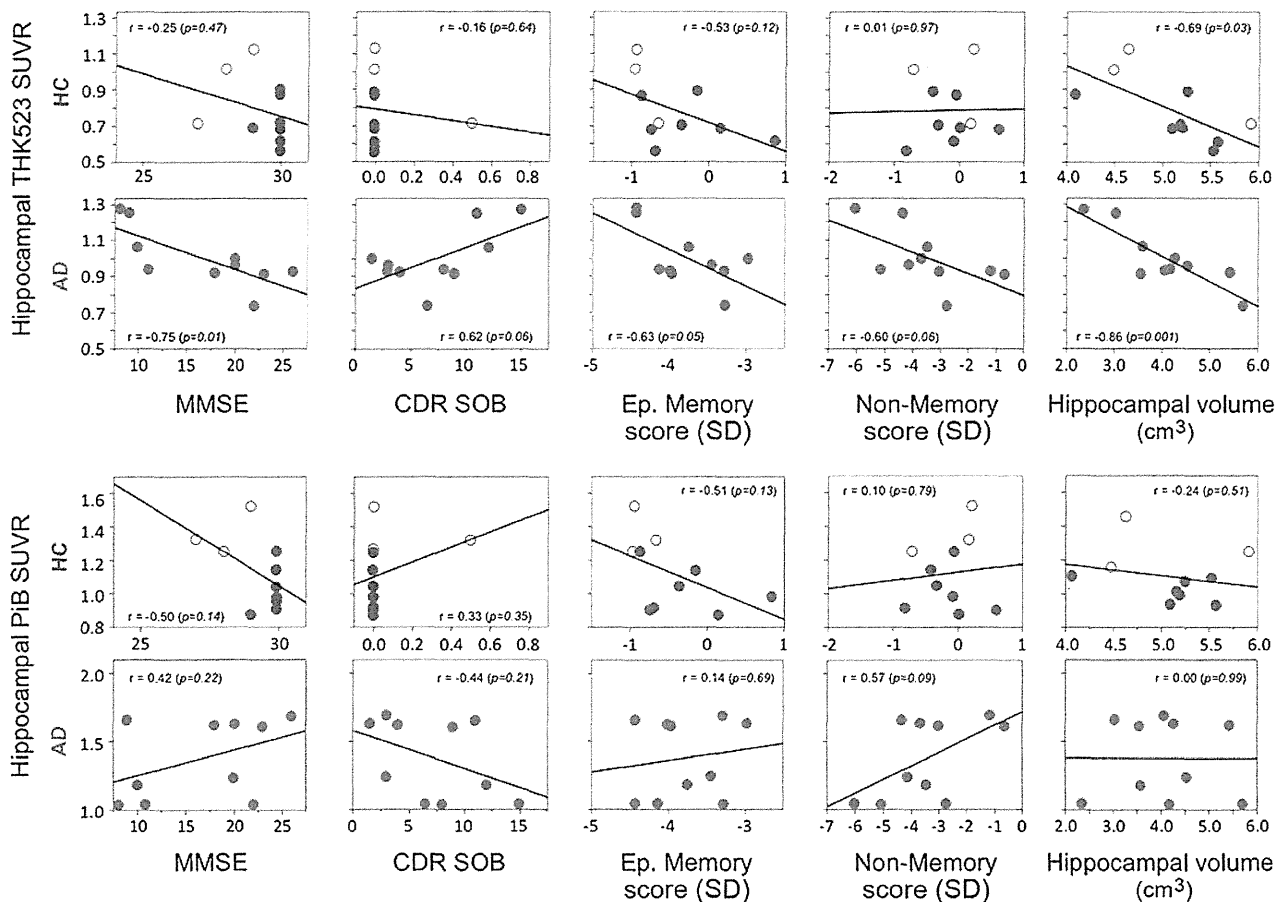 Hippocampal THK523 SUVR
HC
1.3
1.1
0.9
0.7
0.5
r = -0.25 (p=0.47)
25 30
r = -0.16 (p=0.64)
0.0 0.2 0.4 0.6 0.8
r = -0.53 (p=0.12)
-1 0 1
r = 0.01 (p=0.97)
-1 0 1
r = -0.69 (p=0.03)
4.0 4.5 5.0 5.5 6.0
AD
1.3
1.1
0.9
0.7
0.5
r = -0.75 (p=0.01)
10 15 20 25
r = 0.62 (p=0.06)
0 5 10 15
r = -0.63 (p=0.05)
-5 -4 -3
r = -0.60 (p=0.06)
-7 -6 -5 -4 -3 -2 -1 0
r = -0.86 (p=0.001)
2.0 3.0 4.0 5.0 6.0
MMSE
CDR SOB
Ep. Memory
score (SD)
Non-Memory
score (SD)
Hippocampal volume
(cm³)
Hippocampal PiB SUVR
HC
1.6
1.4
1.2
1.0
0.8
r = -0.50 (p=0.14)
25 30
r = 0.33 (p=0.35)
0.0 0.2 0.4 0.6 0.8
r = -0.51 (p=0.13)
-1 0 1
r = 0.10 (p=0.79)
-2 -1 0 1
r = -0.24 (p=0.51)
4.0 4.5 5.0 5.5 6.0
AD
2.0
1.5
1.0
r = 0.42 (p=0.22)
10 15 20 25
r = -0.44 (p=0.21)
0 5 10 15
r = 0.14 (p=0.69)
-5 -4 -3
r = 0.57 (p=0.09)
-7 -6 -5 -4 -3 -2 -1 0
r = 0.00 (p=0.99)
2.0 3.0 4.0 5.0 6.0
MMSE
CDR SOB
Ep. Memory
score (SD)
Non-Memory
score (SD)
Hippocampal volume
(cm³)